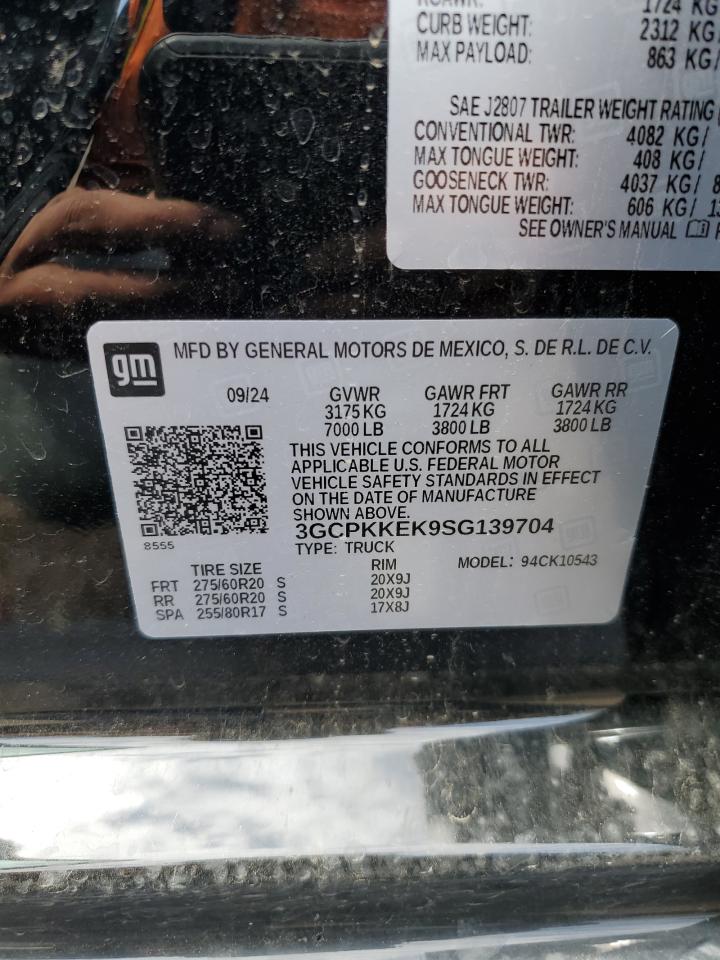 1724 KG
CURB WEIGHT: 2312 KG/
MAX PAYLOAD: 863 KG/
SAE J2807 TRAILER WEIGHT RATING
CONVENTIONAL TWR: 4082 KG/
MAX TONGUE WEIGHT: 408 KG/
GOOSENECK TWR: 4037 KG/ 8
MAX TONGUE WEIGHT: 606 KG/ 13
SEE OWNER'S MANUAL
gm
MFD BY GENERAL MOTORS DE MEXICO, S. DE R.L. DE C.V.
09/24 GVWR GAWR FRT GAWR RR
3175 KG 1724 KG 1724 KG
7000 LB 3800 LB 3800 LB
THIS VEHICLE CONFORMS TO ALL
APPLICABLE U.S. FEDERAL MOTOR
VEHICLE SAFETY STANDARDS IN EFFECT
ON THE DATE OF MANUFACTURE
SHOWN ABOVE.
3GCPKKEK9SG139704
8555
TYPE: TRUCK
MODEL: 94CK10543
TIRE SIZE RIM
FRT 275/60R20 S 20X9J
RR 275/60R20 S 20X9J
SPA 255/80R17 S 17X8J